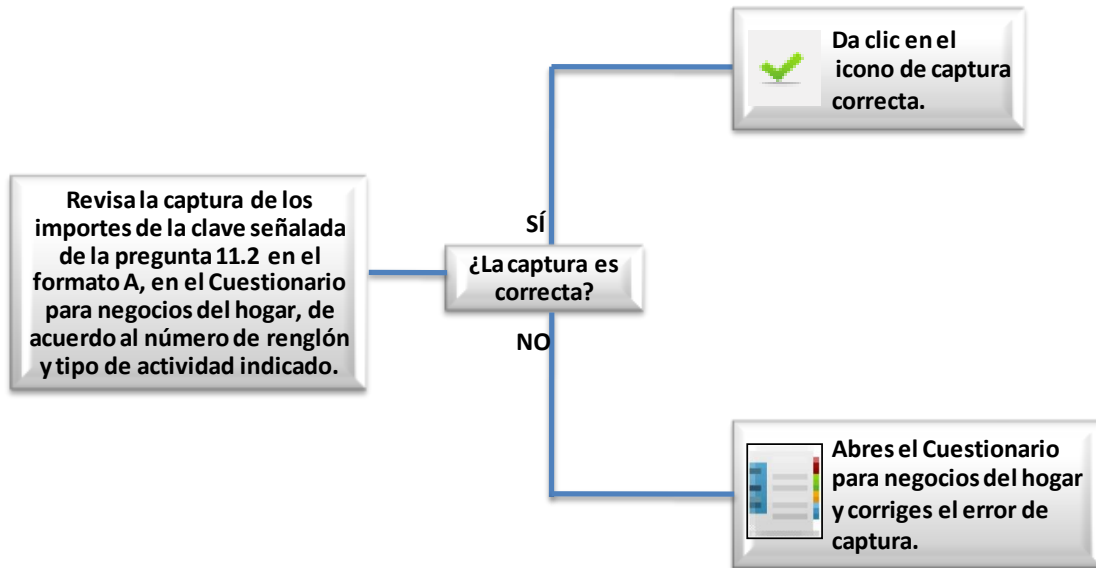 Revisa la captura de los
importes de la clave señalada
de la pregunta 11.2 en el
formato A, en el Cuestionario
para negocios del hogar, de
acuerdo al número de renglón
y tipo de actividad indicado.
¿La captura es
correcta?
SÍ
Da clic en el
icono de captura
correcta.
NO
Abres el Cuestionario
para negocios del hogar
y corriges el error de
captura.